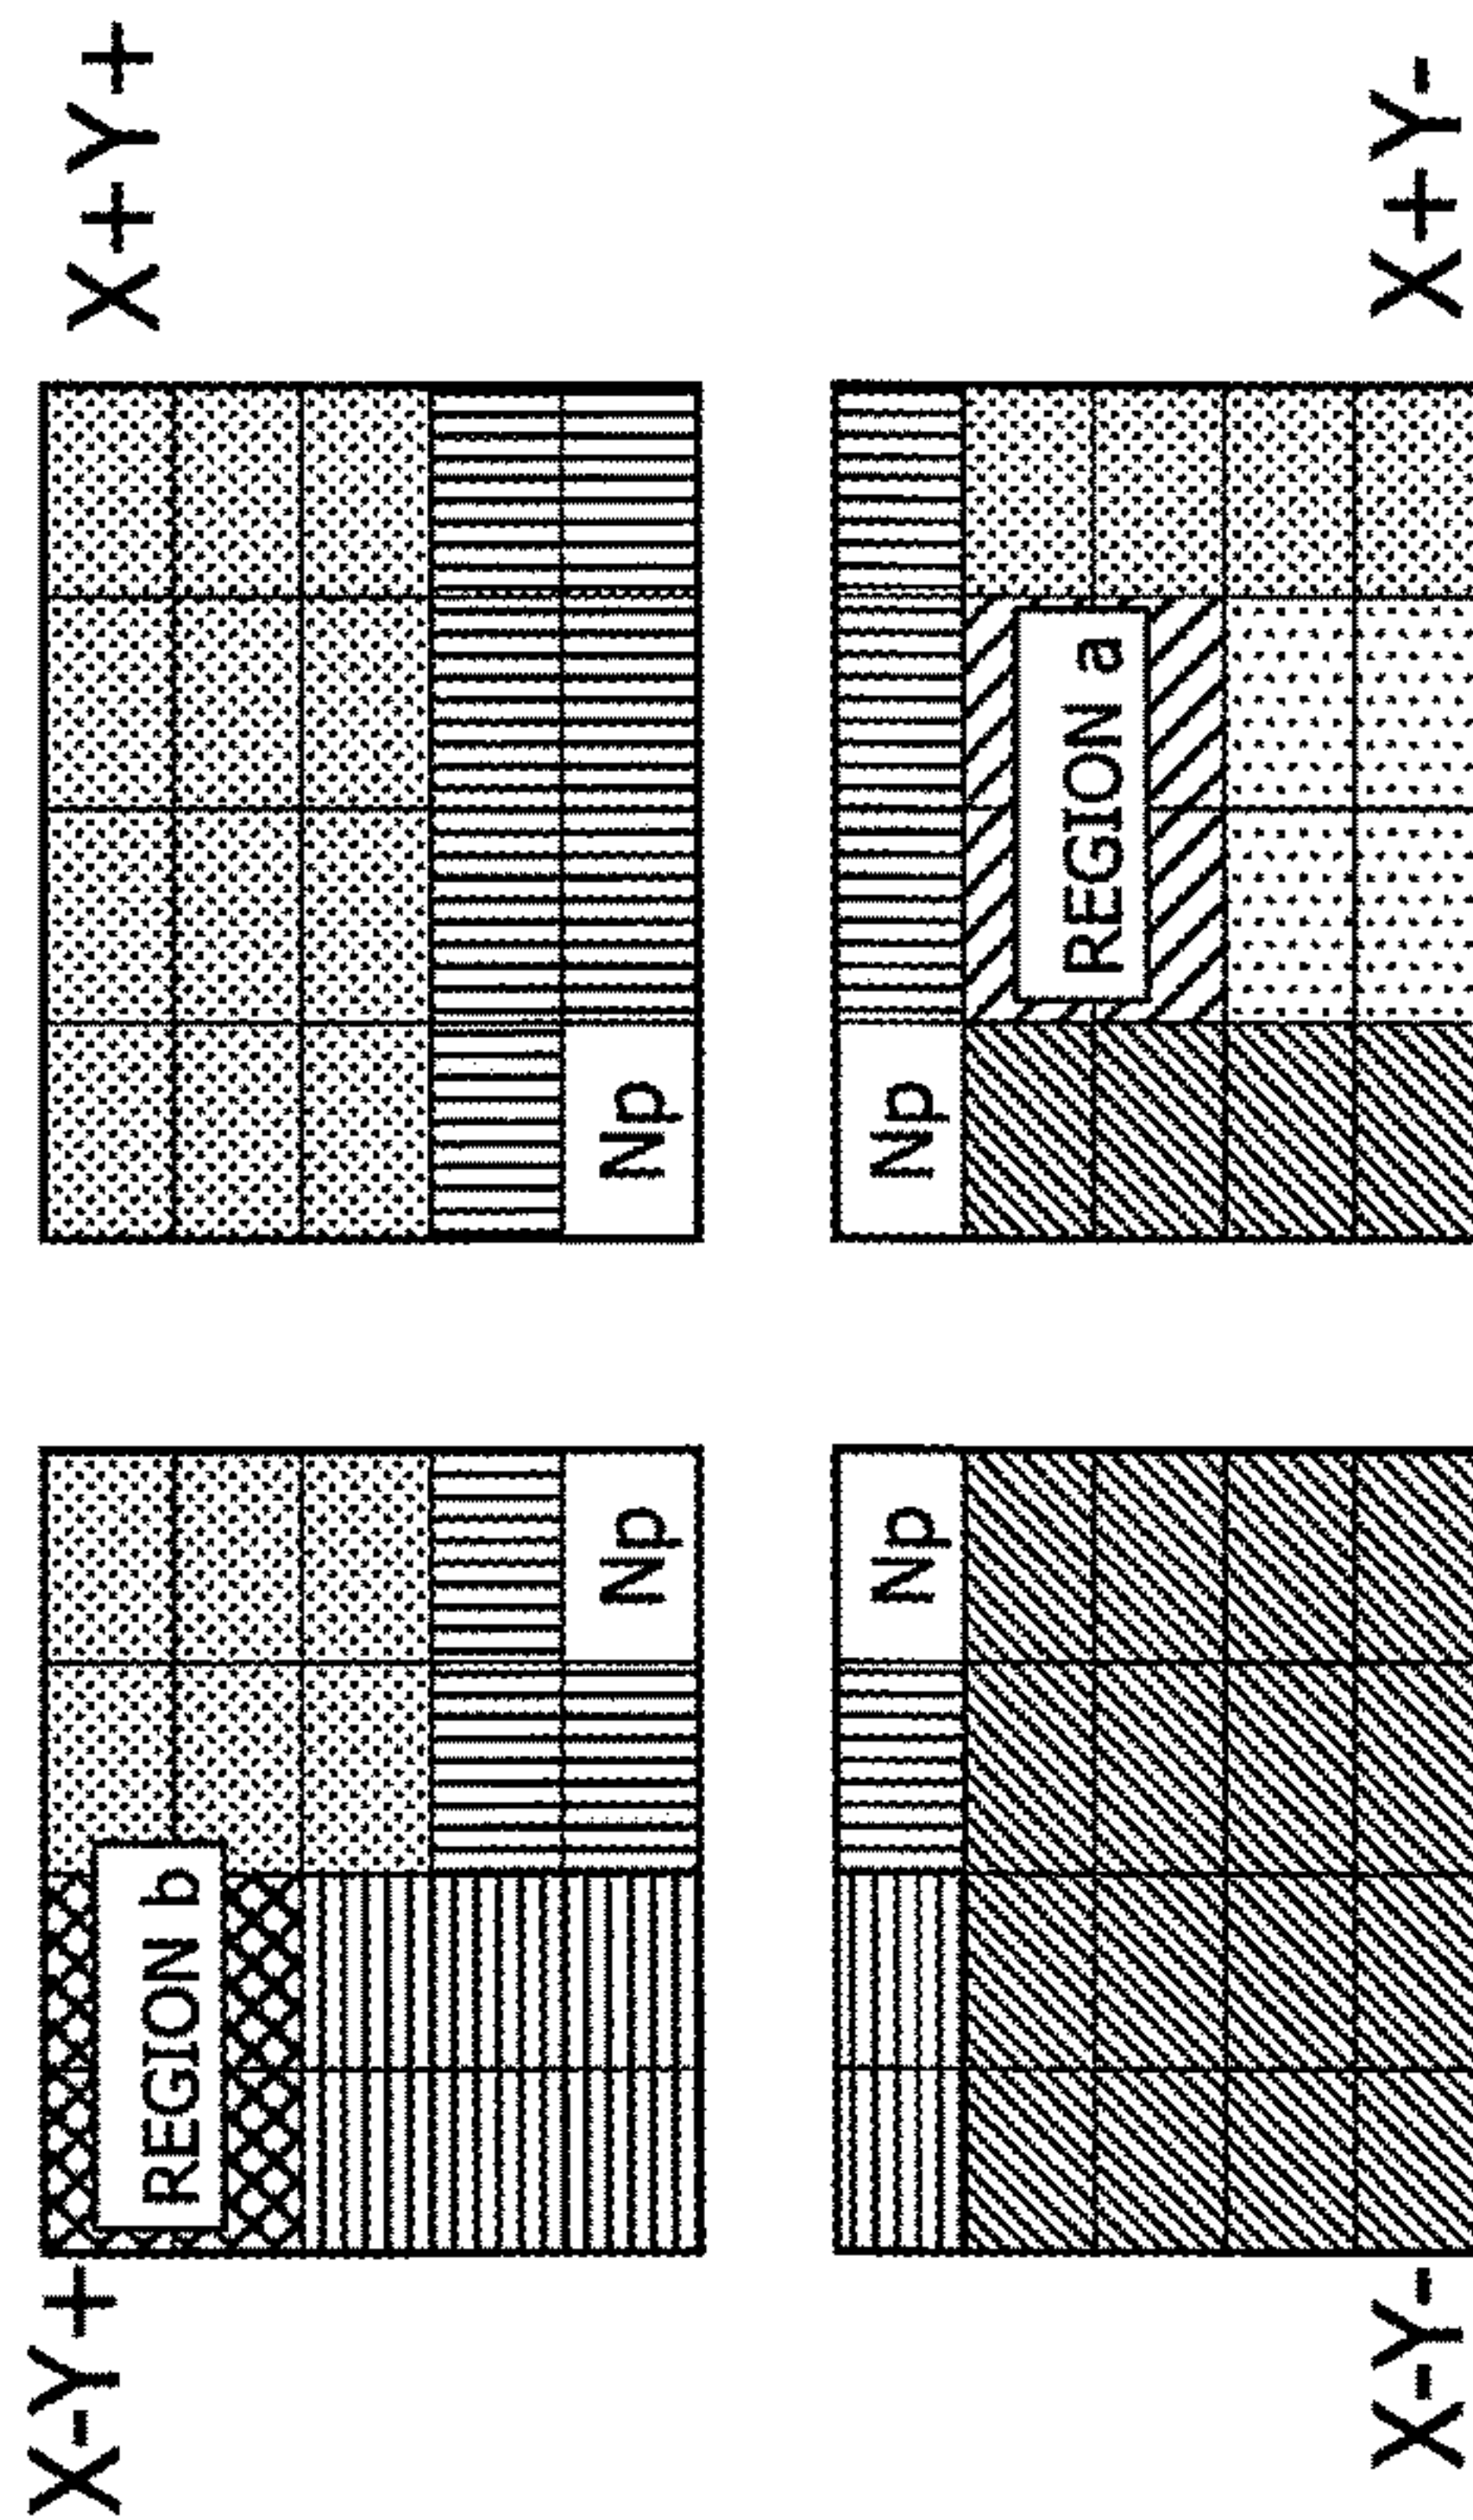 X-Y+
X+Y+
REGION b
Np
Np
Np
Np
REGION a
X-Y-
X+Y-